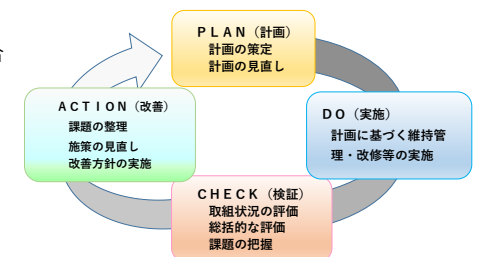 合
ＰＬＡＮ（計画）
計画の策定
計画の見直し
ＤＯ（実施）
計画に基づく維持管
理・改修等の実施
ＣＨＥＣＫ（検証）
取組状況の評価
総括的な評価
課題の把握
ＡＣＴＩＯＮ（改善）
課題の整理
施策の見直し
改善方針の実施